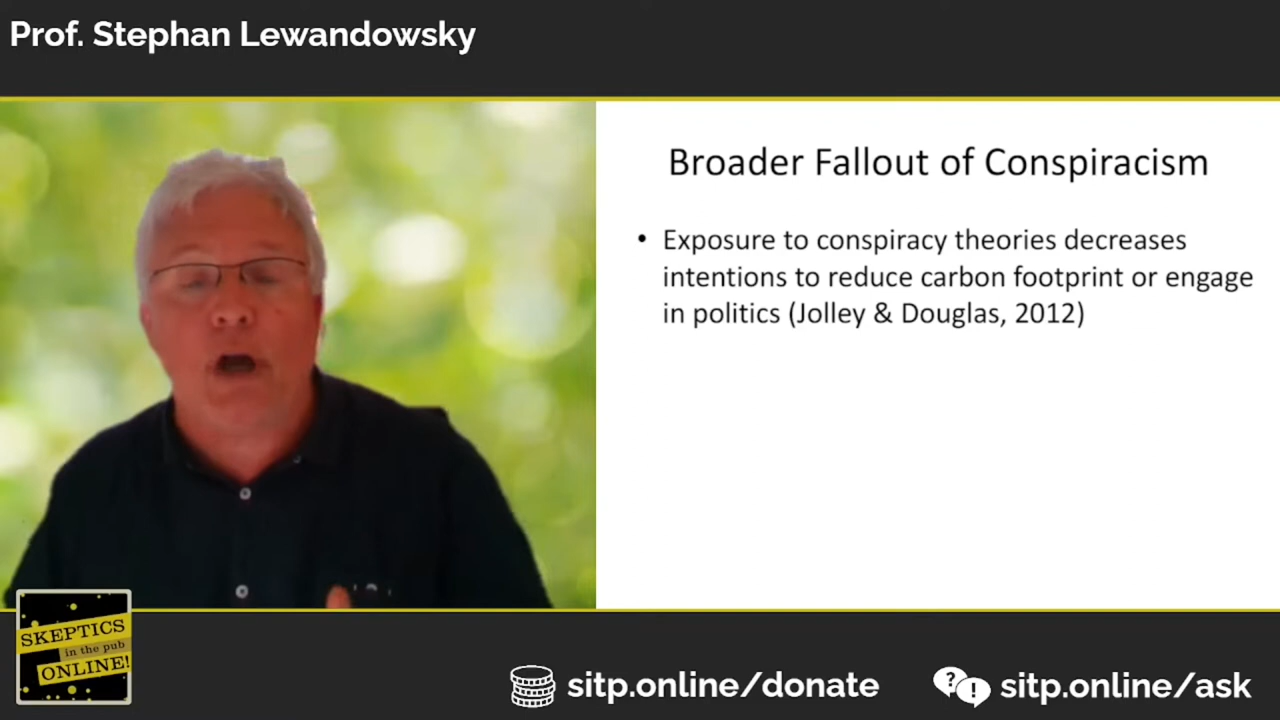 Prof. Stephan Lewandowsky
Broader Fallout of Conspiracism
• Exposure to conspiracy theories decreases
intentions to reduce carbon footprint or engage
in politics (Jolley & Douglas, 2012)
SKEPTICS
in the pub
ONLINE!
sitp.online/donate
?!
sitp.online/ask